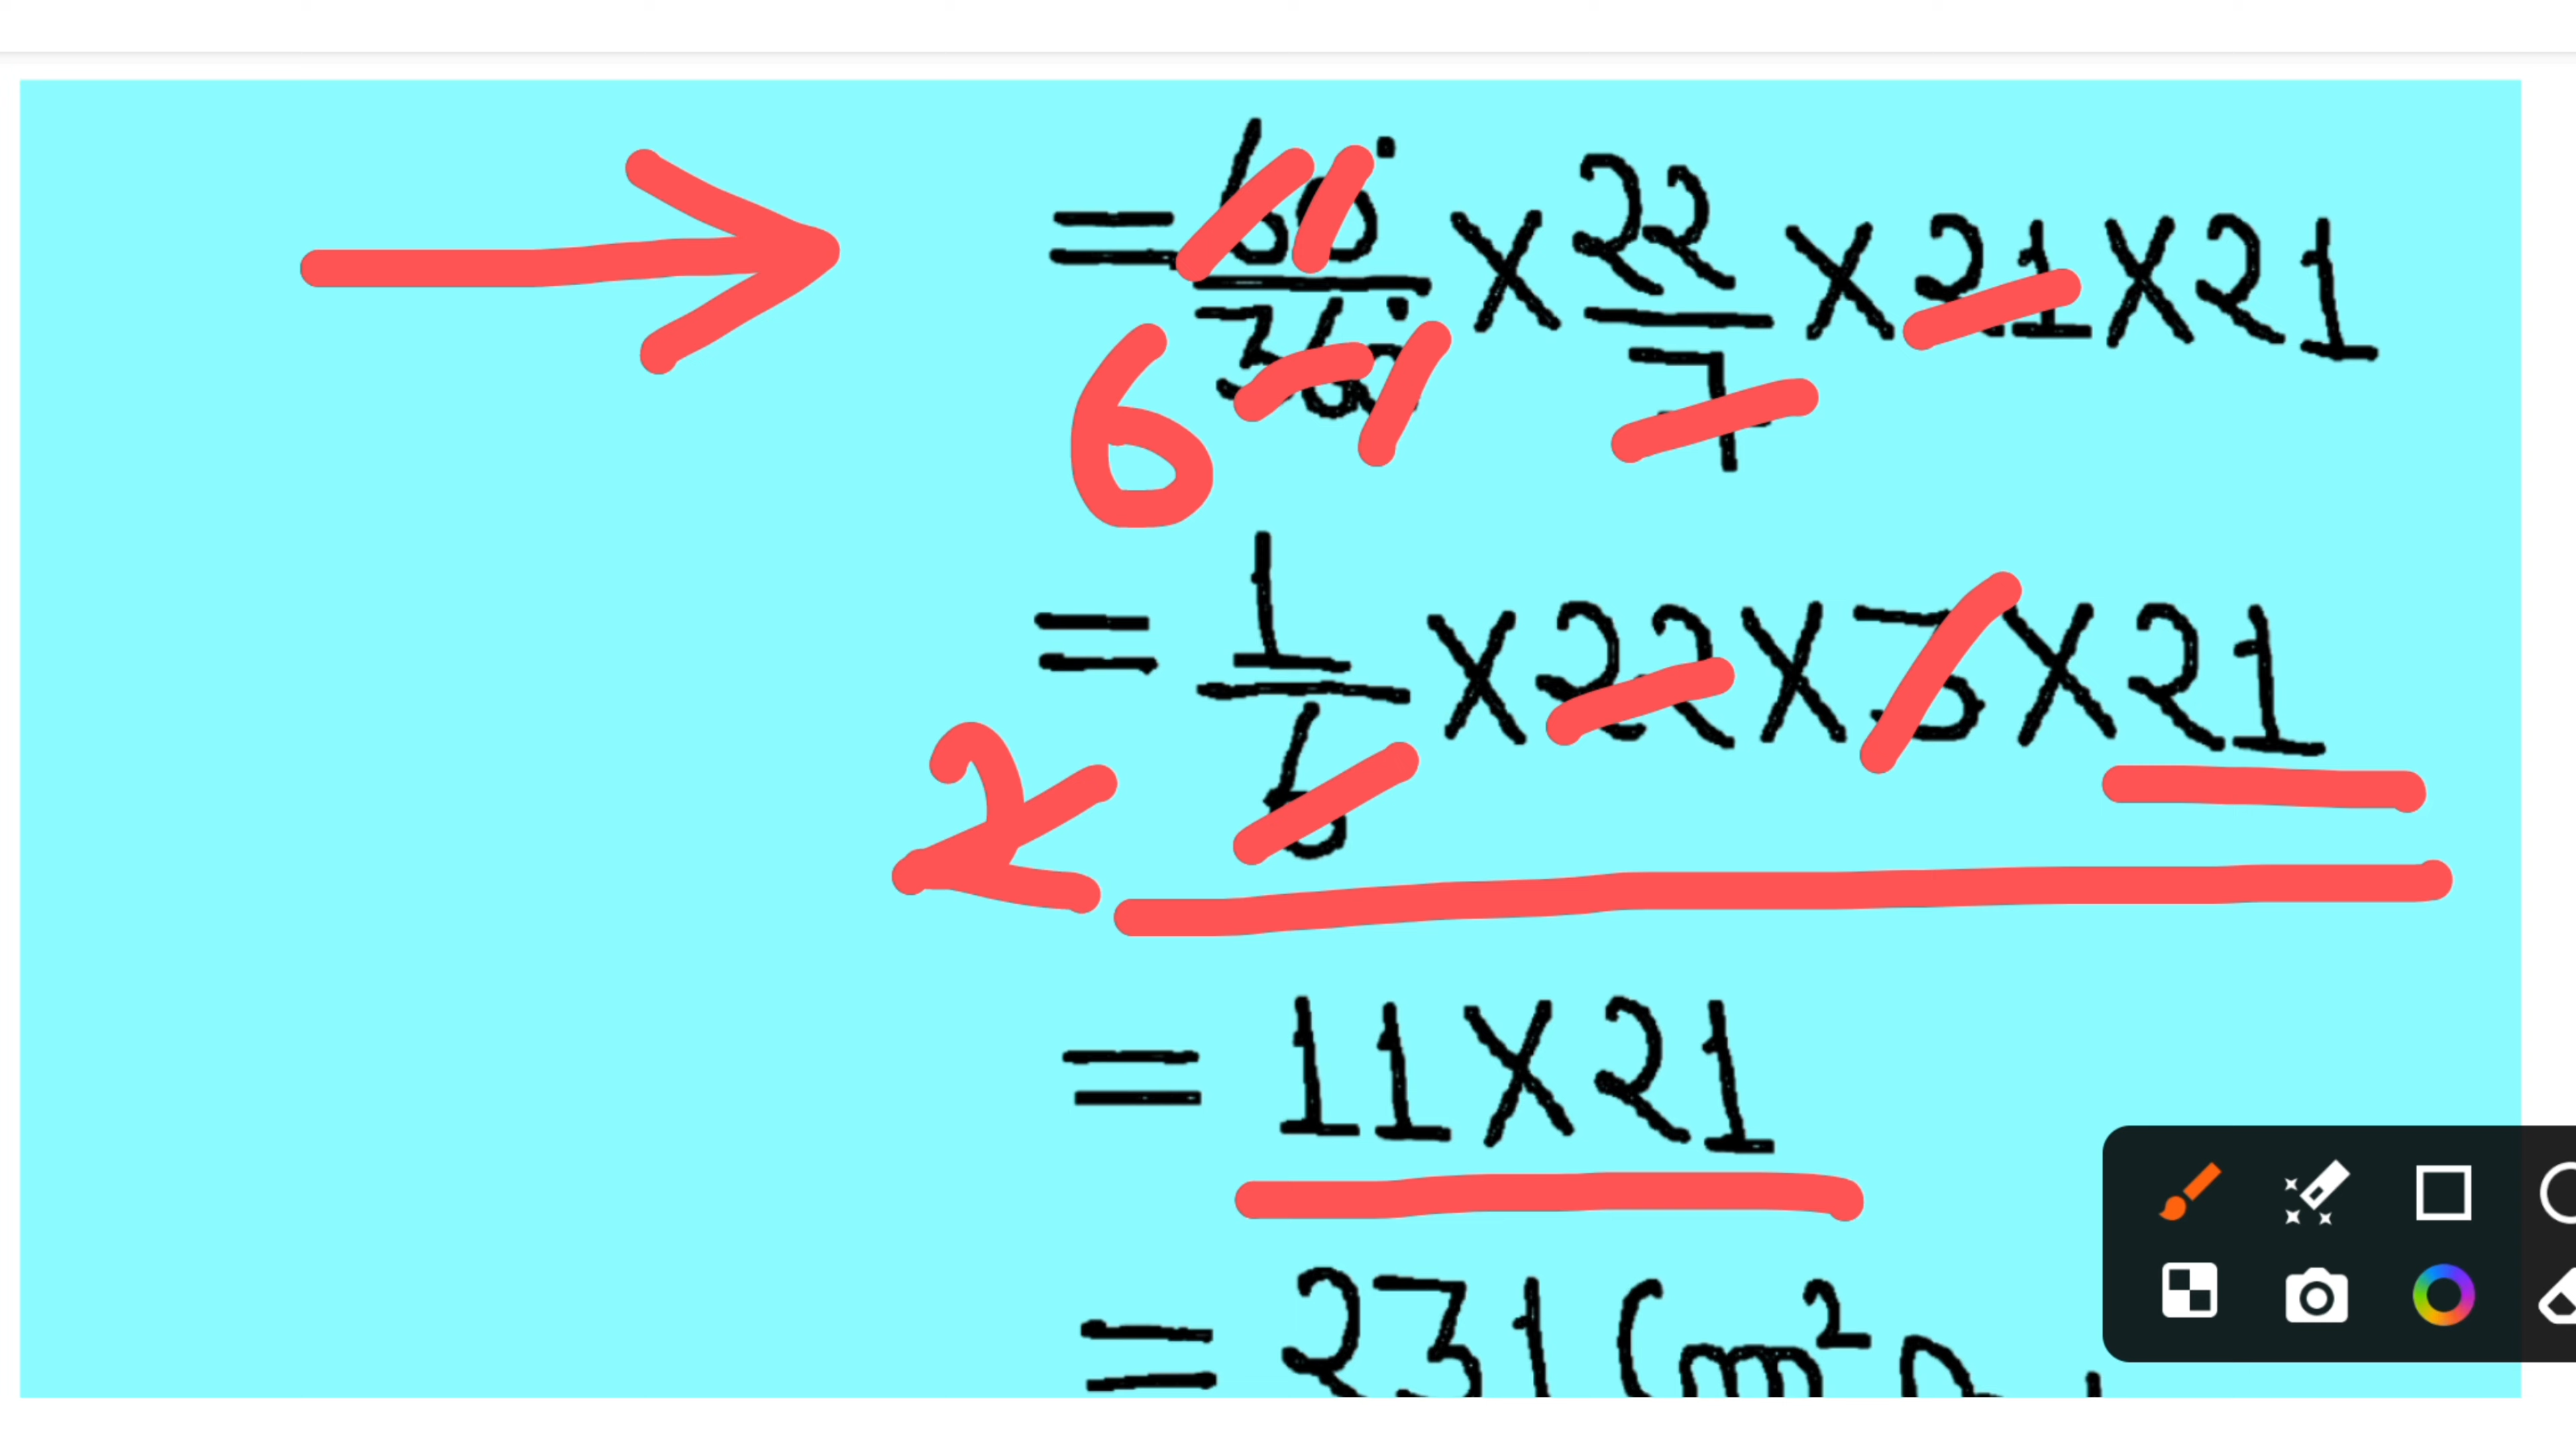 = 60°/360° X 22/7 X 21 X 21
6
= 1/6 X 22 X 3 X 21
2
= 11 X 21
= 231 Cm²